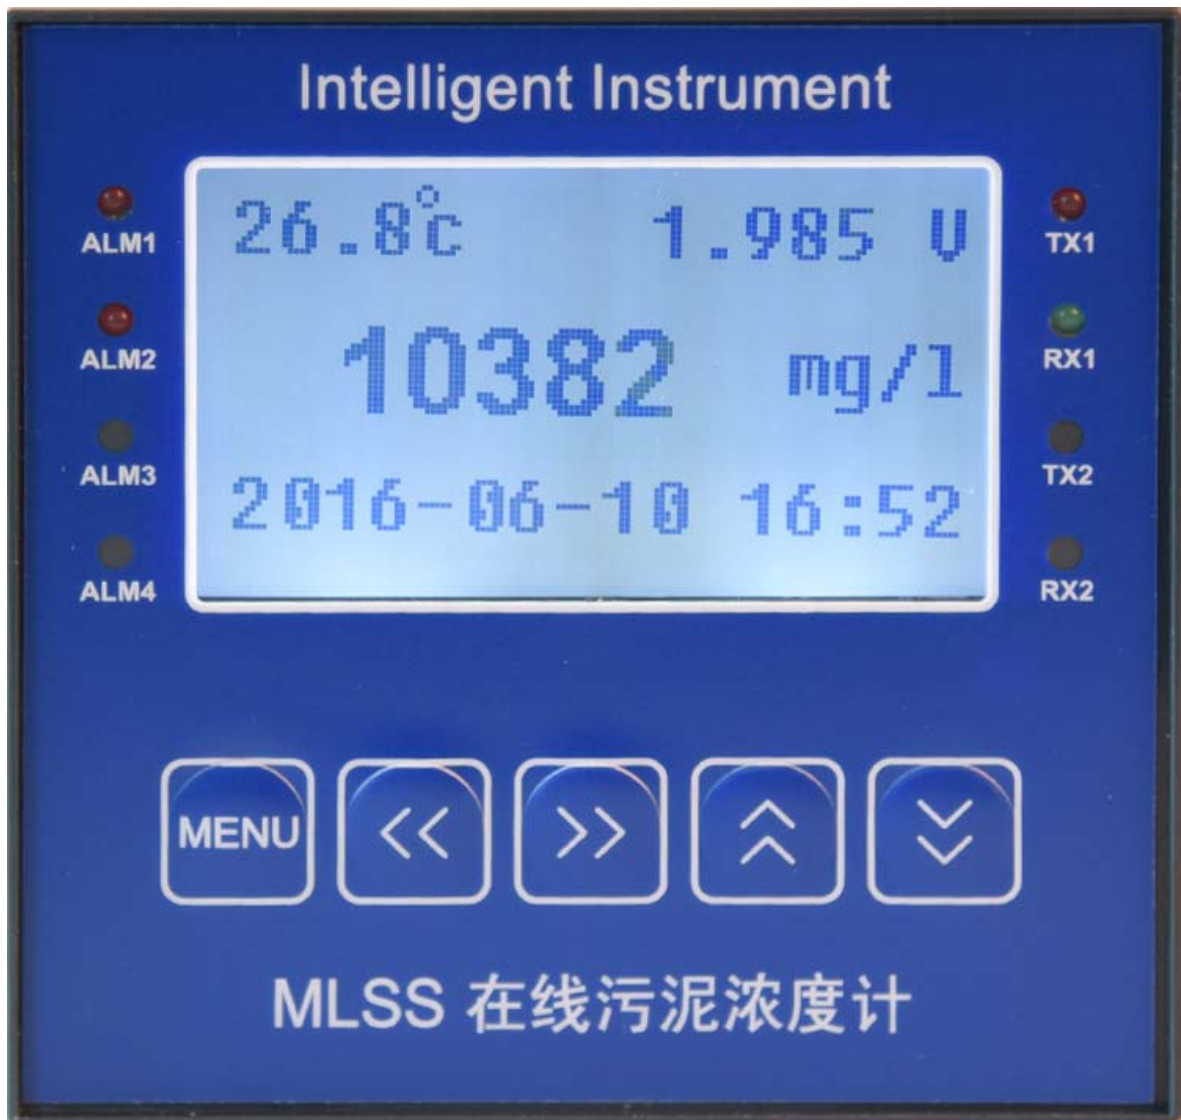 Intelligent Instrument
ALM1
26.8℃
1.985 V
TX1
ALM2
10382 mg/l
RX1
ALM3
2016-06-10 16:52
TX2
ALM4
RX2
MENU
MLSS 在线污泥浓度计